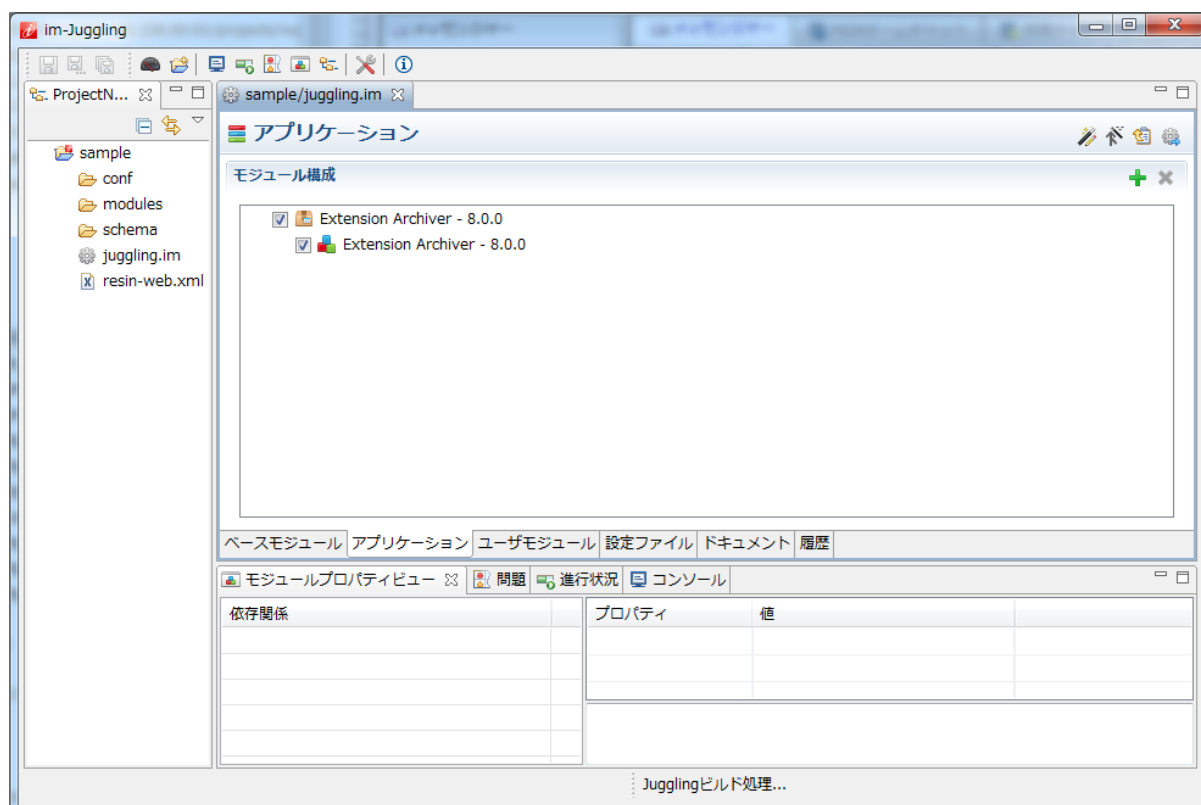 im-Juggling
ProjectN...
sample
conf
modules
schema
juggling.im
resin-web.xml
sample/juggling.im
アプリケーション
モジュール構成
Extension Archiver - 8.0.0
Extension Archiver - 8.0.0
ベースモジュール アプリケーション ユーザモジュール 設定ファイル ドキュメント 履歴
モジュールプロパティビュー 問題 進行状況 コンソール
依存関係 プロパティ 値
Jugglingビルド処理...